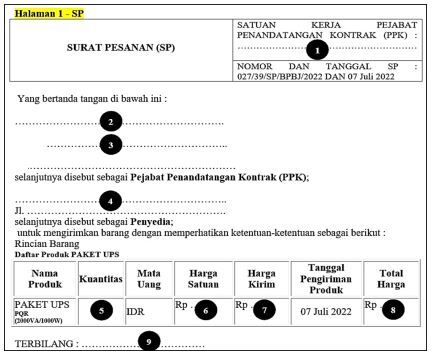 Halaman 1 - SP
SURAT PESANAN (SP)
SATUAN KERJA PEJABAT
PENANDATANGAN KONTRAK (PPK) :
........................ 1 ........................
NOMOR DAN TANGGAL SP :
027/39/SP/BPBJ/2022 DAN 07 Juli 2022
Yang bertanda tangan di bawah ini :
........................ 2 ........................
........................ 3 ........................
................................................
selanjutnya disebut sebagai Pejabat Penandatangan Kontrak (PPK);
........................ 4 ........................
Jl. ................................................
selanjutnya disebut sebagai Penyedia;
untuk mengirimkan barang dengan memperhatikan ketentuan-ketentuan sebagai berikut :
Rincian Barang
Daftar Produk PAKET UPS
Nama Produk Kuantitas Mata Uang Harga Satuan Harga Kirim Tanggal Pengiriman Produk Total Harga
PAKET UPS PQR (2000VA/1000W) 5 IDR Rp . 6 Rp . 7 07 Juli 2022 Rp . 8
TERBILANG : ............ 9 ............